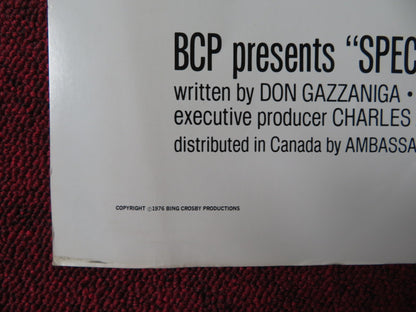 BCP presents “SPEC
written by DON GAZZANIGA •
executive producer CHARLES
distributed in Canada by AMBASSA
COPYRIGHT ©1976 BING CROSBY PRODUCTIONS